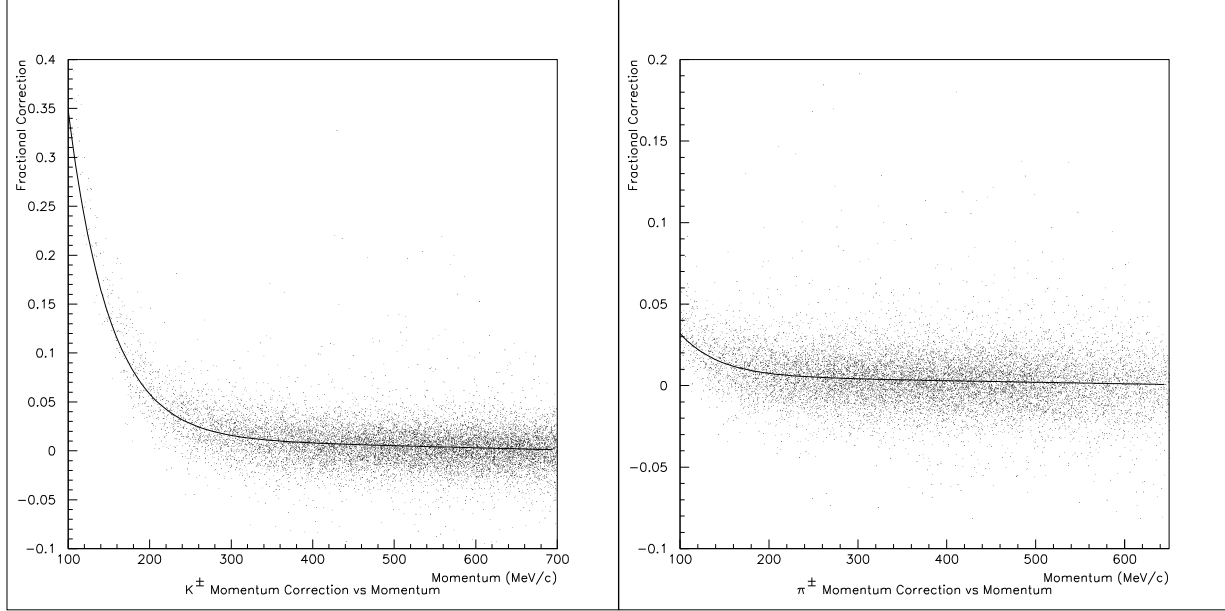 Fractional Correction
0.4
0.35
0.3
0.25
0.2
0.15
0.1
0.05
0
−0.05
−0.1
100 200 300 400 500 600 700
Momentum (MeV/c)
K± Momentum Correction vs Momentum
Fractional Correction
0.2
0.15
0.1
0.05
0
−0.05
−0.1
100 200 300 400 500 600
Momentum (MeV/c)
π± Momentum Correction vs Momentum